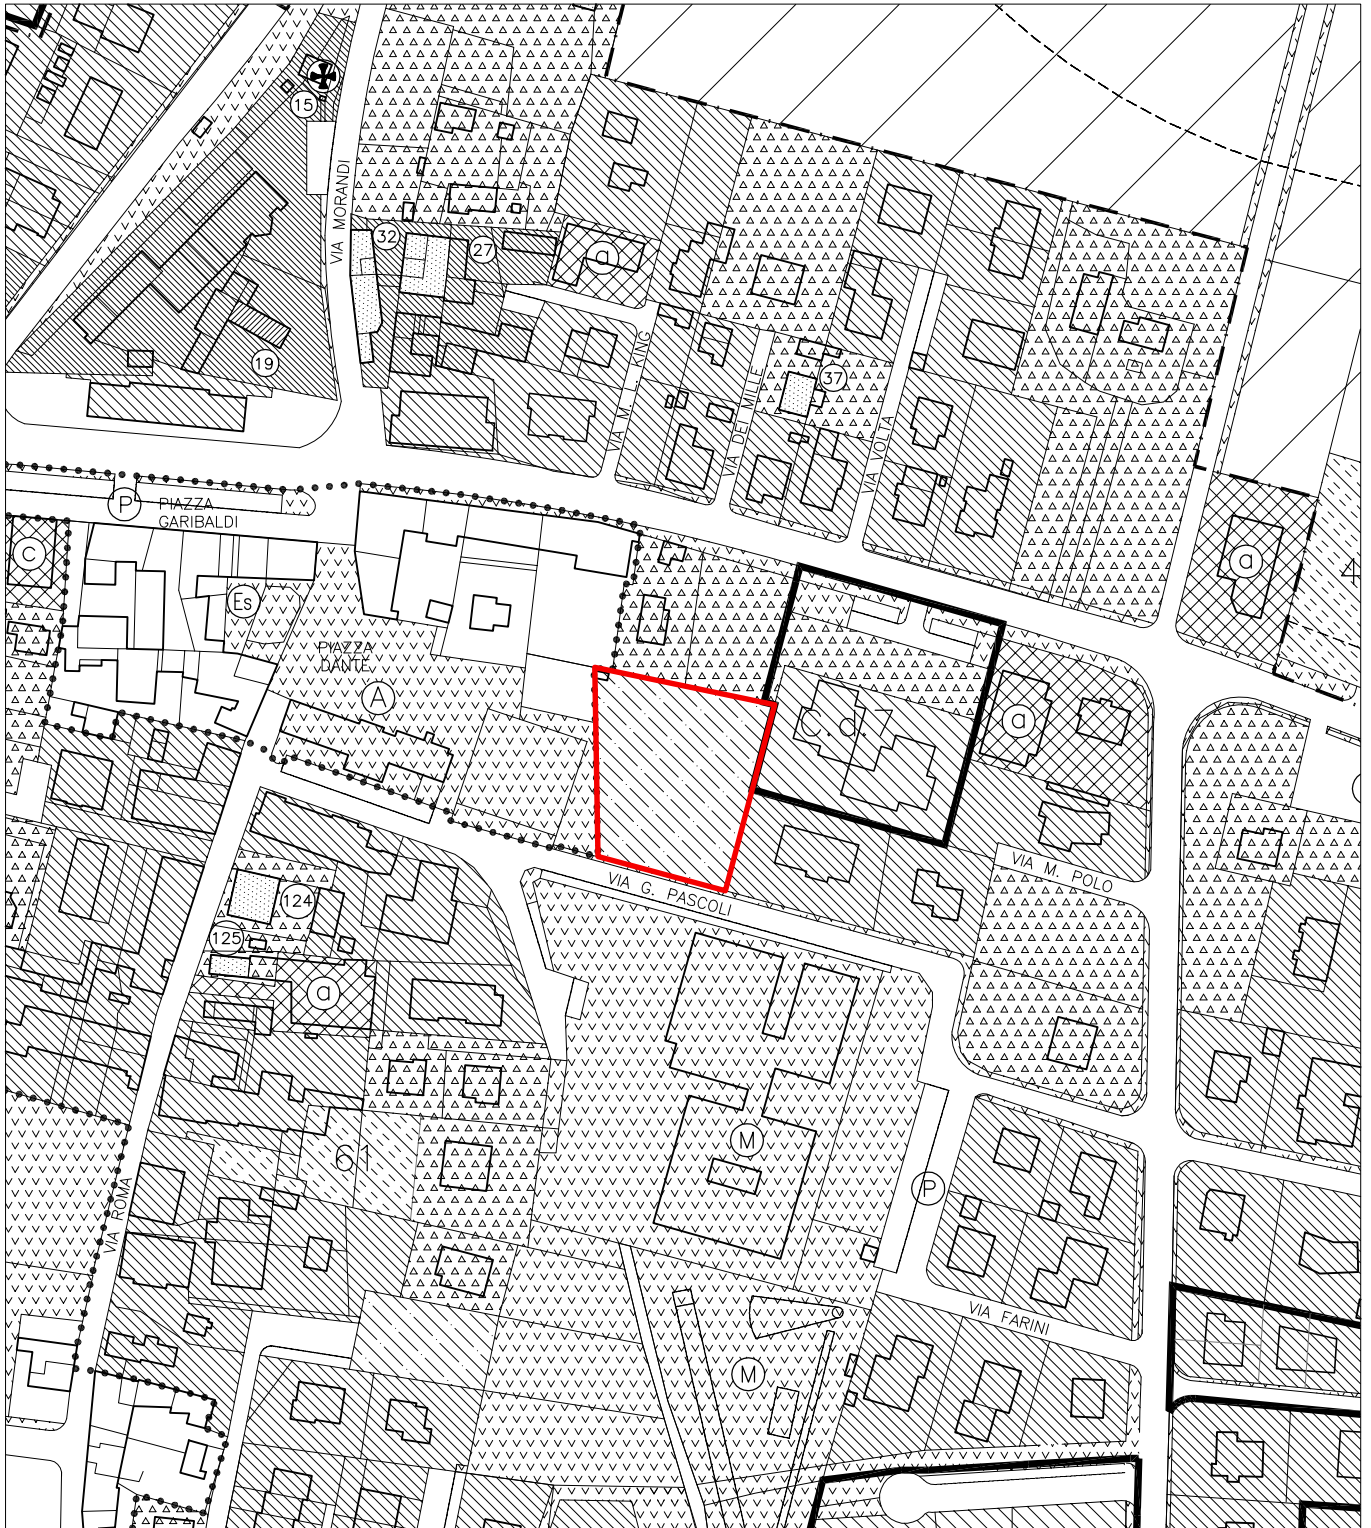 15
VIA MORANDI
32
27
a
19
VIA M. L. KING
37
VIA DEI MILLE
VIA VOLTA
P
PIAZZA
GARIBALDI
c
Es
a
4
PIAZZA
DANTE
A
C.d.Z
a
VIA M. POLO
VIA G. PASCOLI
124
125
a
61
M
P
VIA ROMA
VIA FARINI
M